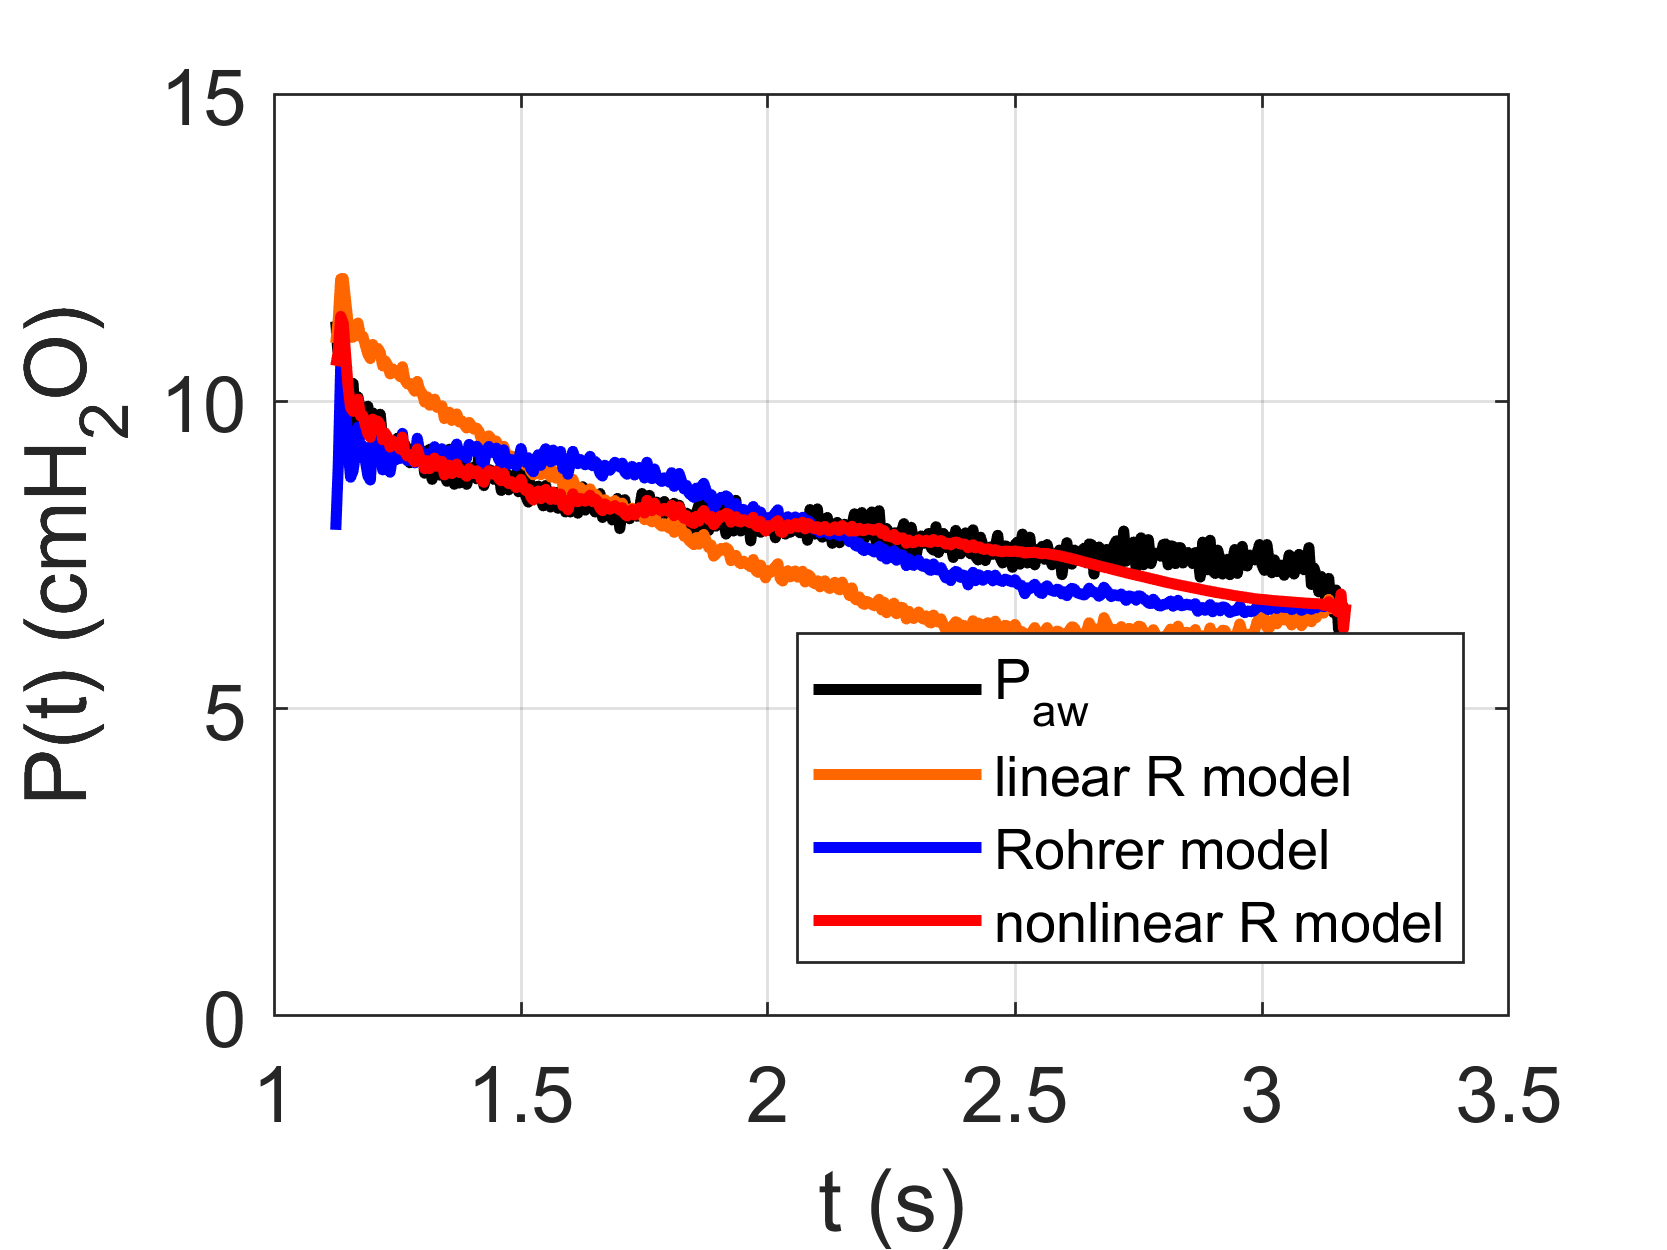 P(t) (cmH2O)
15
10
5
0
1 1.5 2 2.5 3 3.5
t (s)
Paw
linear R model
Rohrer model
nonlinear R model